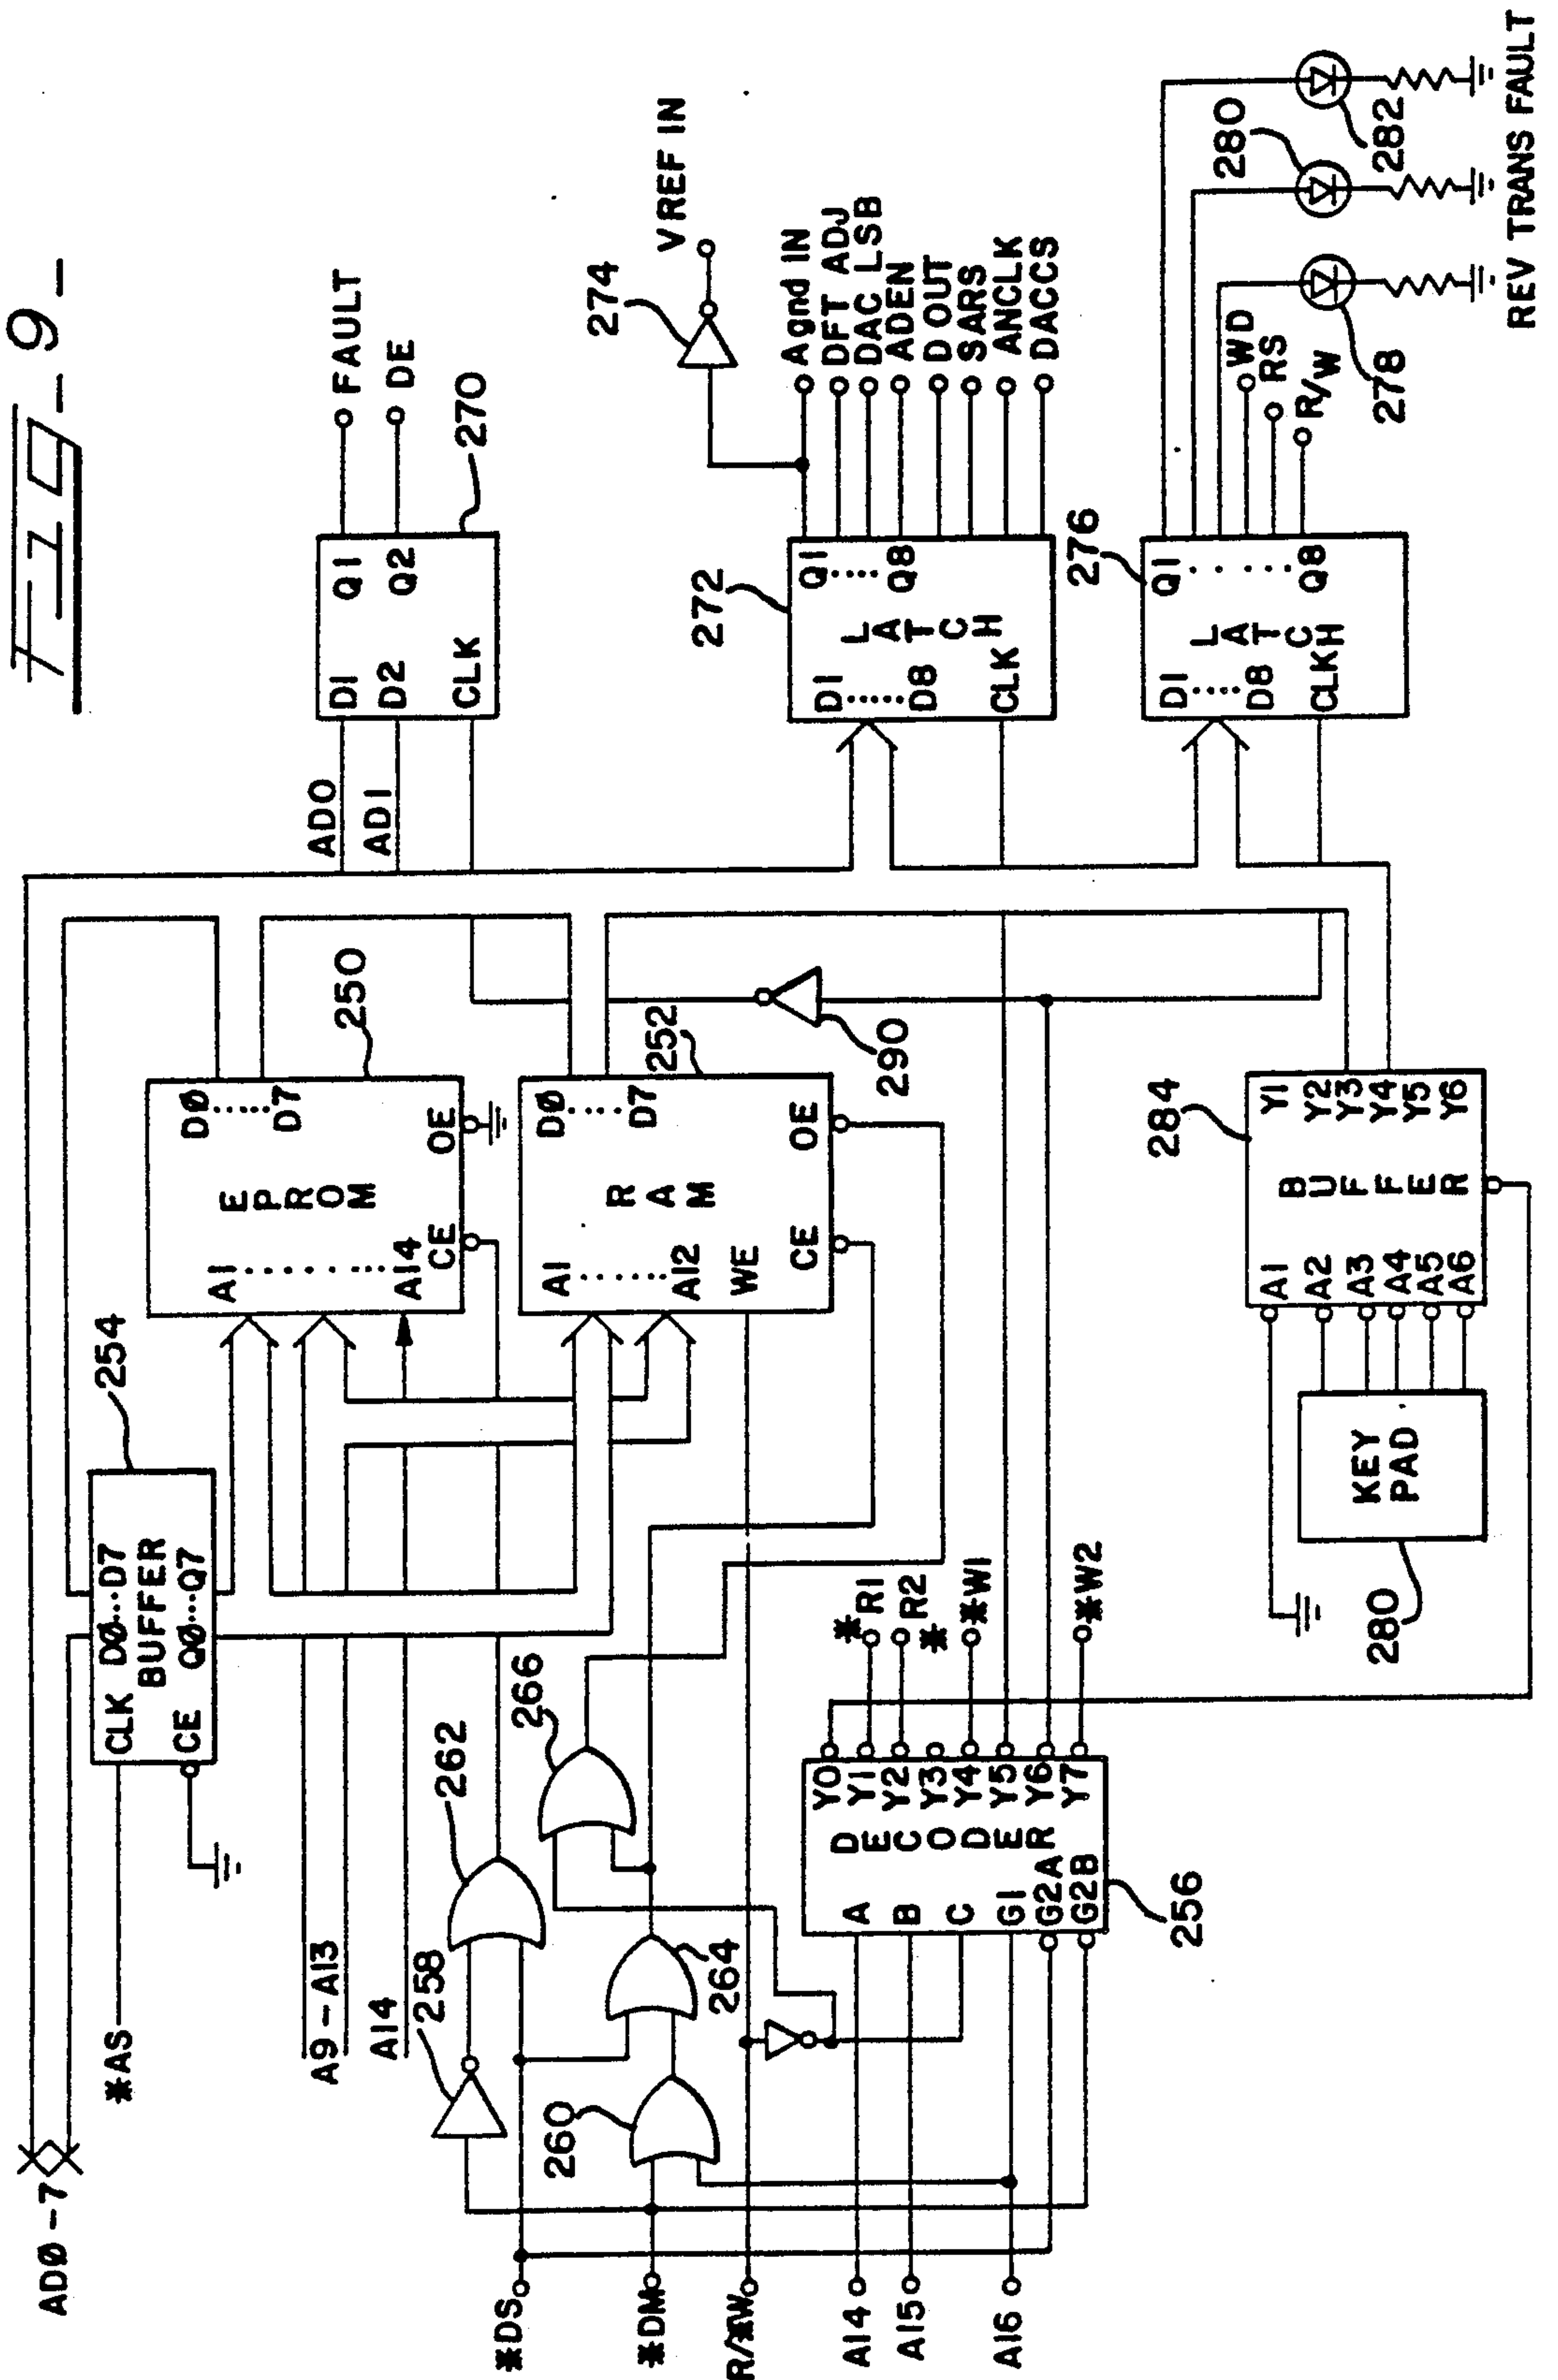 FIG-9-
AD0-7
*AS
CLK D0...D7
BUFFER
CE Q0...Q7
254
A9-A13
A14
258
262
266
260
264
A1
A14
EPROM
CE
OE
D0
D7
250
A1
A12
RAM
WE
CE
OE
D0
D7
252
290
AD0
AD1
D1
D2
CLK
Q1
Q2
FAULT
DE
270
272
D1
D8
LATCH
CLK
Q1
Q8
274
VREF IN
Agnd IN
DFT ADJ
DAC LSB
ADEN
D OUT
SARS
ANCLK
DACCS
276
D1
D8
LATCH
CLK
Q1
Q8
WD
RS
R/W
278
280
282
REV TRANS FAULT
*DS
*DM
R/*W
A14
A15
A16
A
B
C
G1
G2A
G2B
DECODER
Y0
Y1
Y2
Y3
Y4
Y5
Y6
Y7
256
*R1
R2
*
*W1
*W2
KEY
PAD
280
284
A1
A2
A3
A4
A5
A6
BUFFER
Y1
Y2
Y3
Y4
Y5
Y6